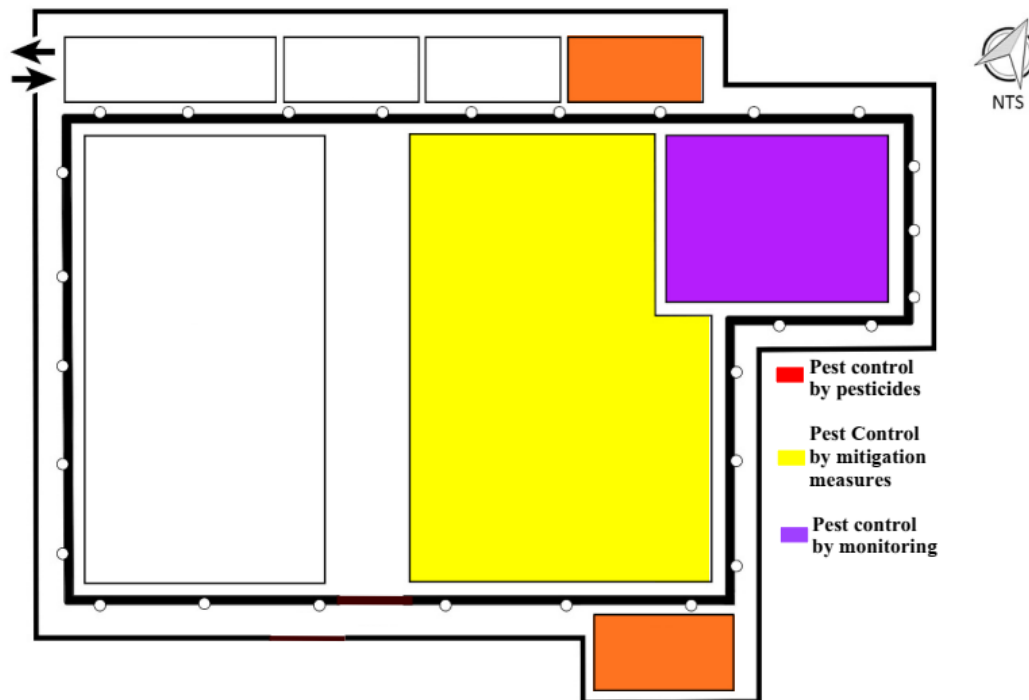 NTS
Pest control
by pesticides
Pest Control
by mitigation
measures
Pest control
by monitoring